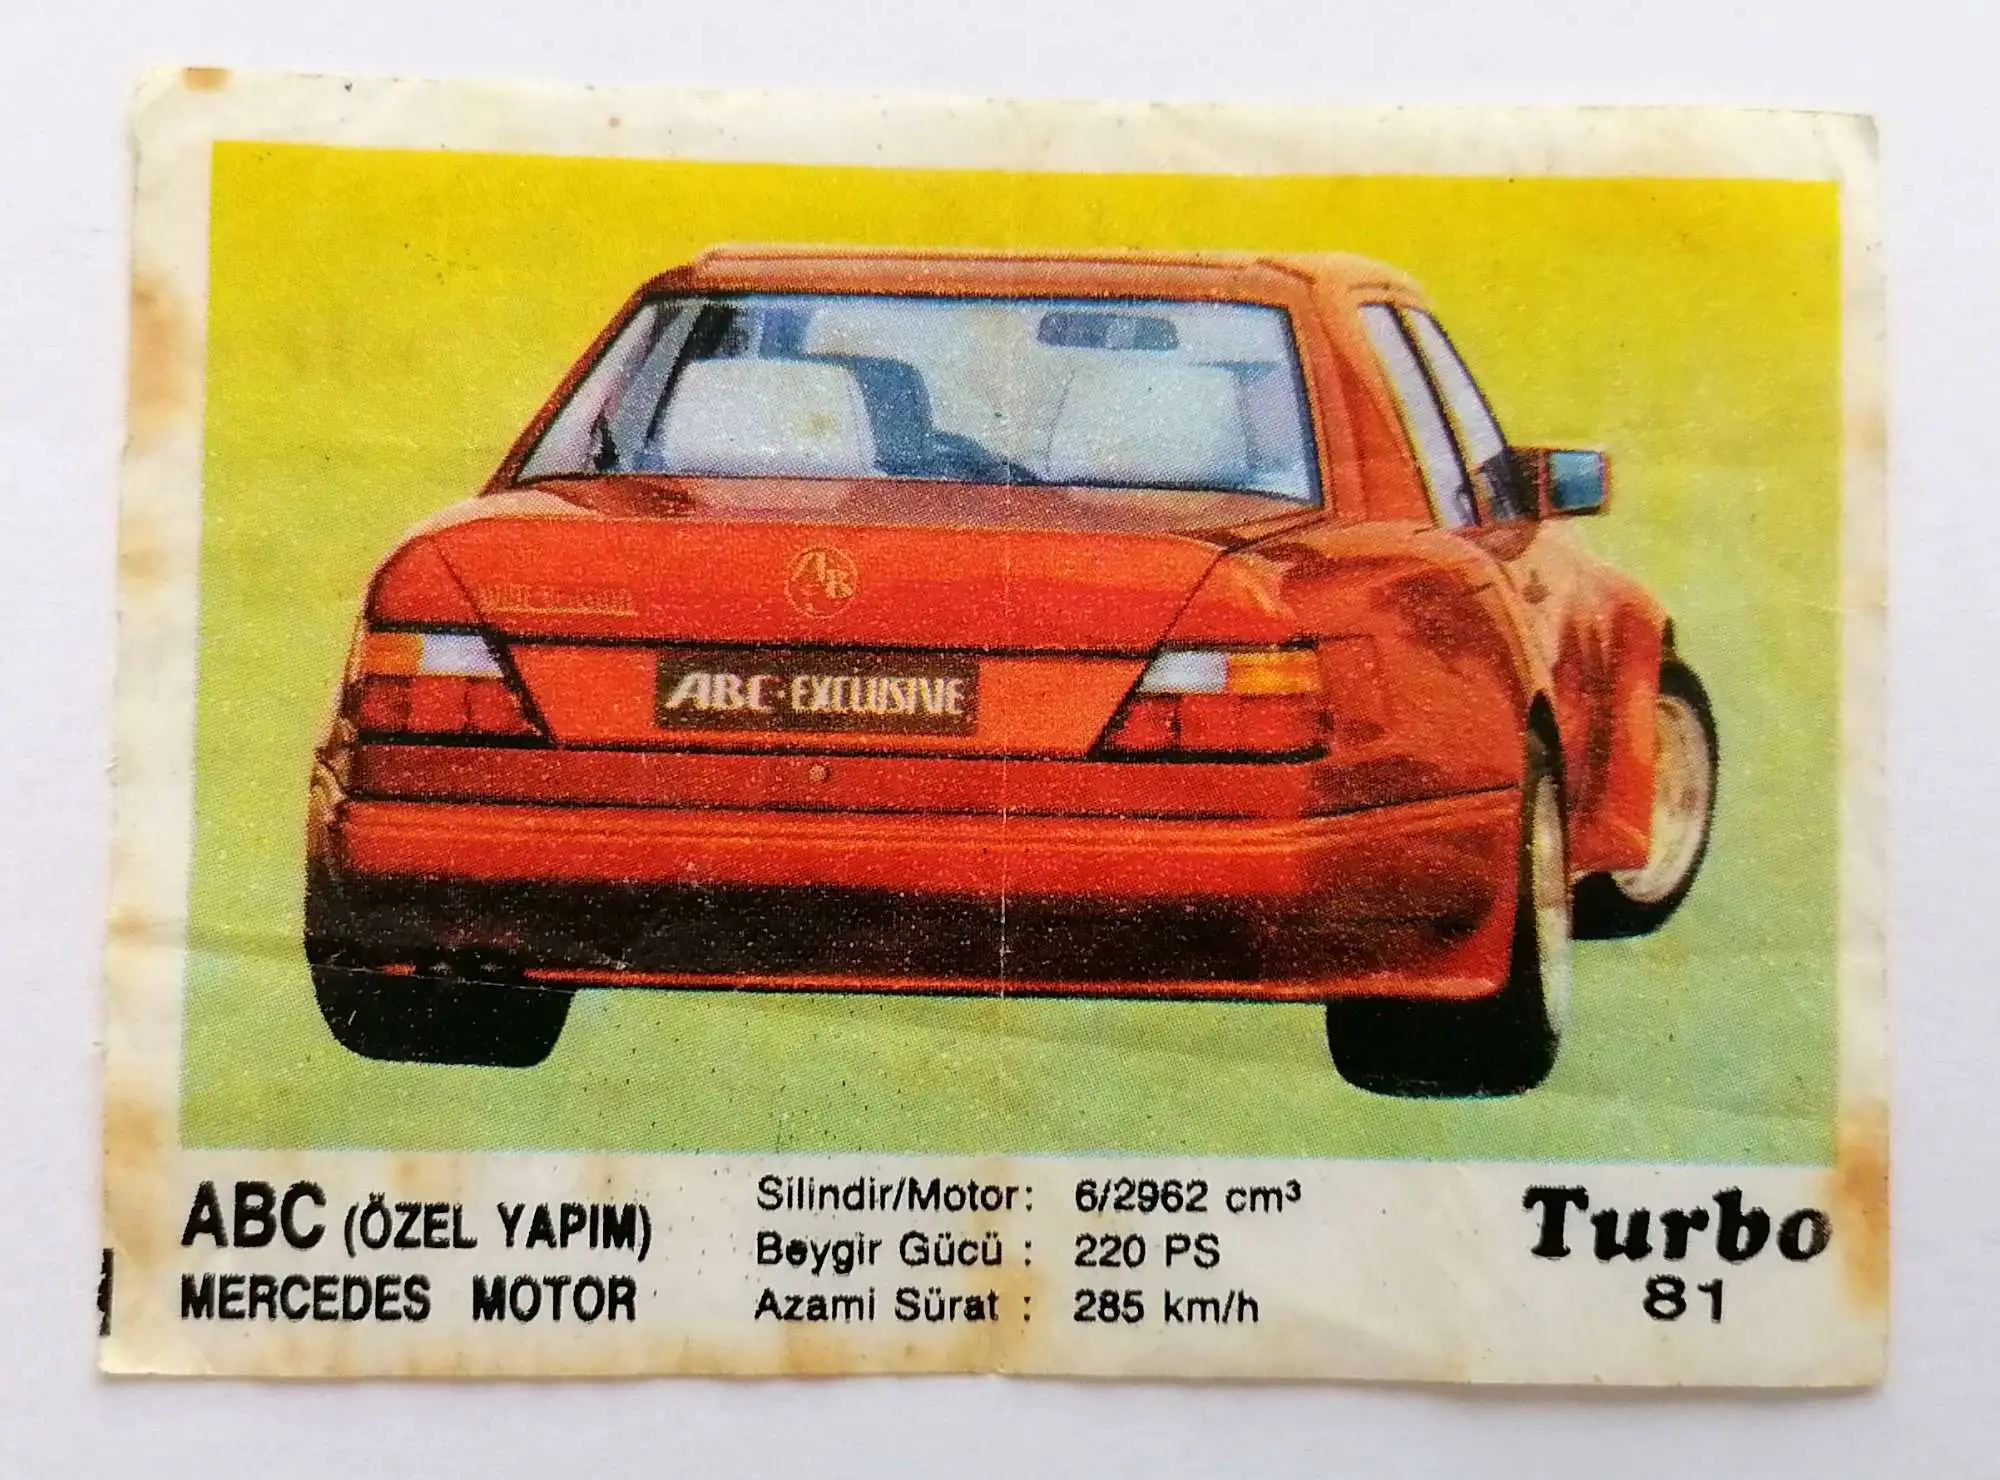 AB
ABC·EXCLUSIVE
ABC (ÖZEL YAPIM)
MERCEDES MOTOR
Silindir/Motor: 6/2962 cm³
Beygir Gücü : 220 PS
Azami Sürat : 285 km/h
Turbo
81